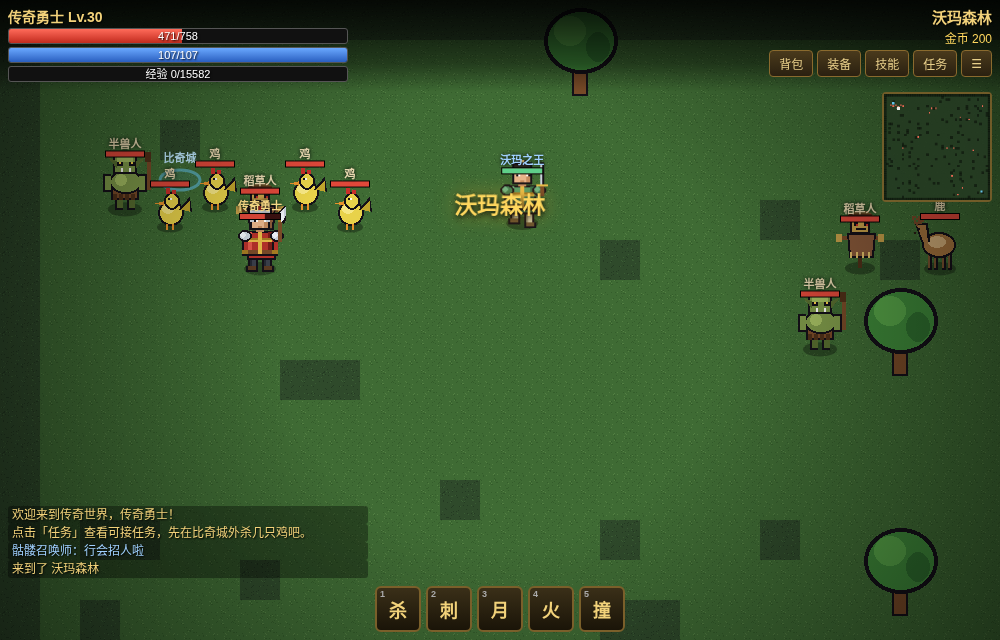 传奇勇士 Lv.30
471/758
107/107
经验 0/15582
沃玛森林
金币 200
背包
装备
技能
任务
☰
半兽人
比奇城
鸡
鸡
鸡
鸡
稻草人
传奇勇士
沃玛之王
沃玛森林
稻草人
鹿
半兽人
欢迎来到传奇世界，传奇勇士！
点击「任务」查看可接任务，先在比奇城外杀几只鸡吧。
骷髅召唤师：行会招人啦
来到了 沃玛森林
1 杀
2 刺
3 月
4 火
5 撞